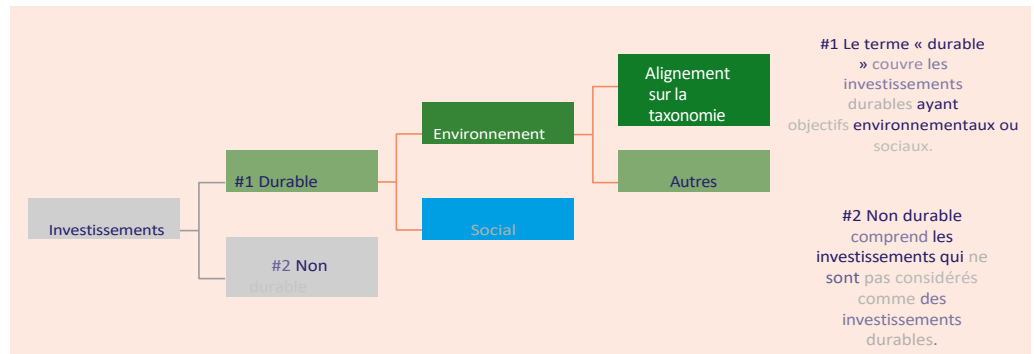 Investissements
#1 Durable
#2 Non
durable
Environnement
Social
Alignement
sur la
taxonomie
Autres
#1 Le terme « durable
» couvre les
investissements
durables ayant
objectifs environnementaux ou
sociaux.
#2 Non durable
comprend les
investissements qui ne
sont pas considérés
comme des
investissements
durables.